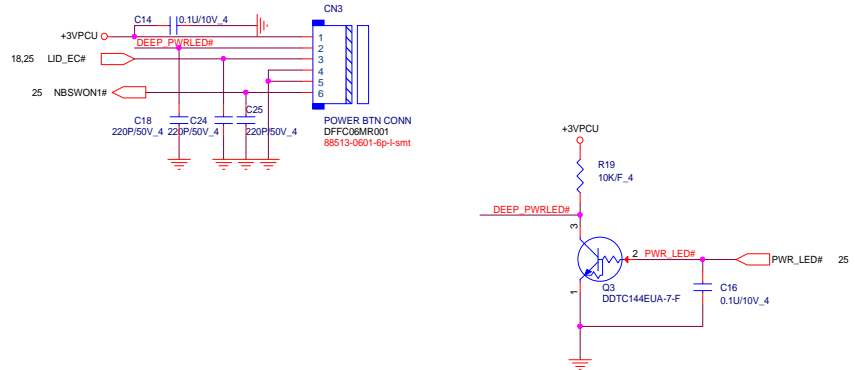 CN3
C14
0.1U/10V_4
+3VPCU
1
DEEP_PWRLED#
2
18,25 LID_EC#
3
4
5
25 NBSWON1#
6
C25
C18
C24
220P/50V_4
220P/50V_4
220P/50V_4
POWER BTN CONN
DFFC06MR001
88513-0601-6p-l-smt
+3VPCU
R19
10K/F_4
DEEP_PWRLED#
3
2
PWR_LED#
PWR_LED# 25
1
Q3
DDTC144EUA-7-F
C16
0.1U/10V_4